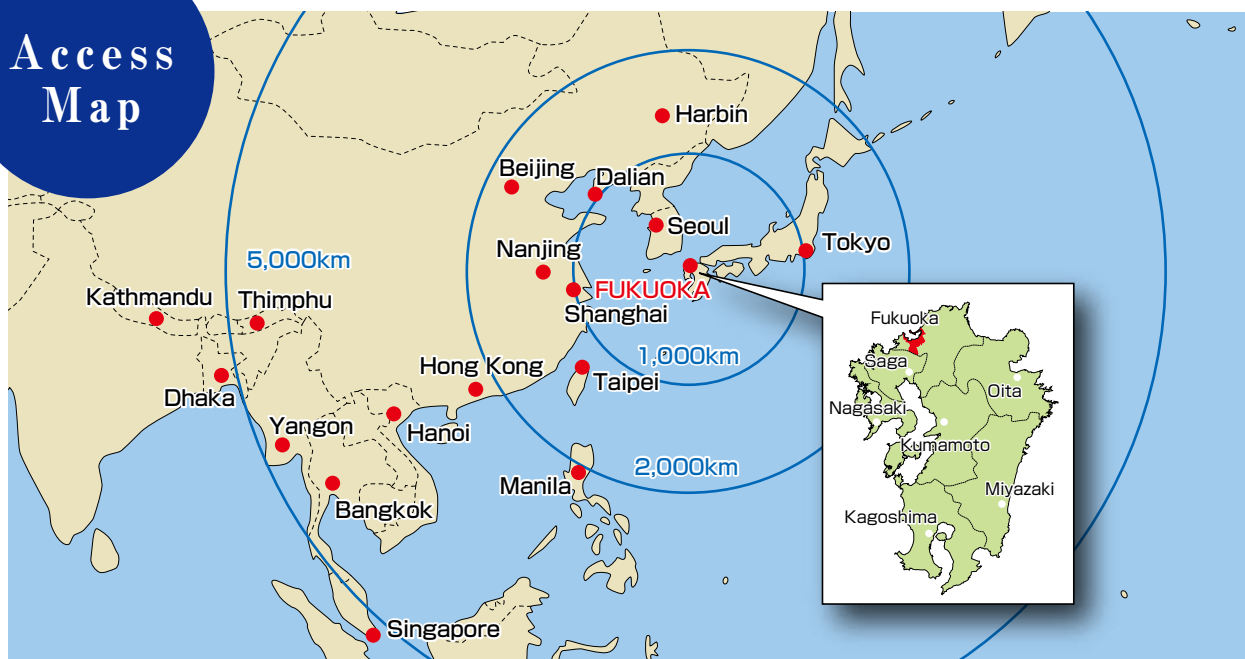 Access
Map
Harbin
Beijing
Dalian
Seoul
Tokyo
Nanjing
5,000km
FUKUOKA
Kathmandu
Thimphu
Shanghai
1,000km
Hong Kong
Taipei
Dhaka
Yangon
Hanoi
2,000km
Manila
Bangkok
Singapore
Fukuoka
Saga
Oita
Nagasaki
Kumamoto
Miyazaki
Kagoshima